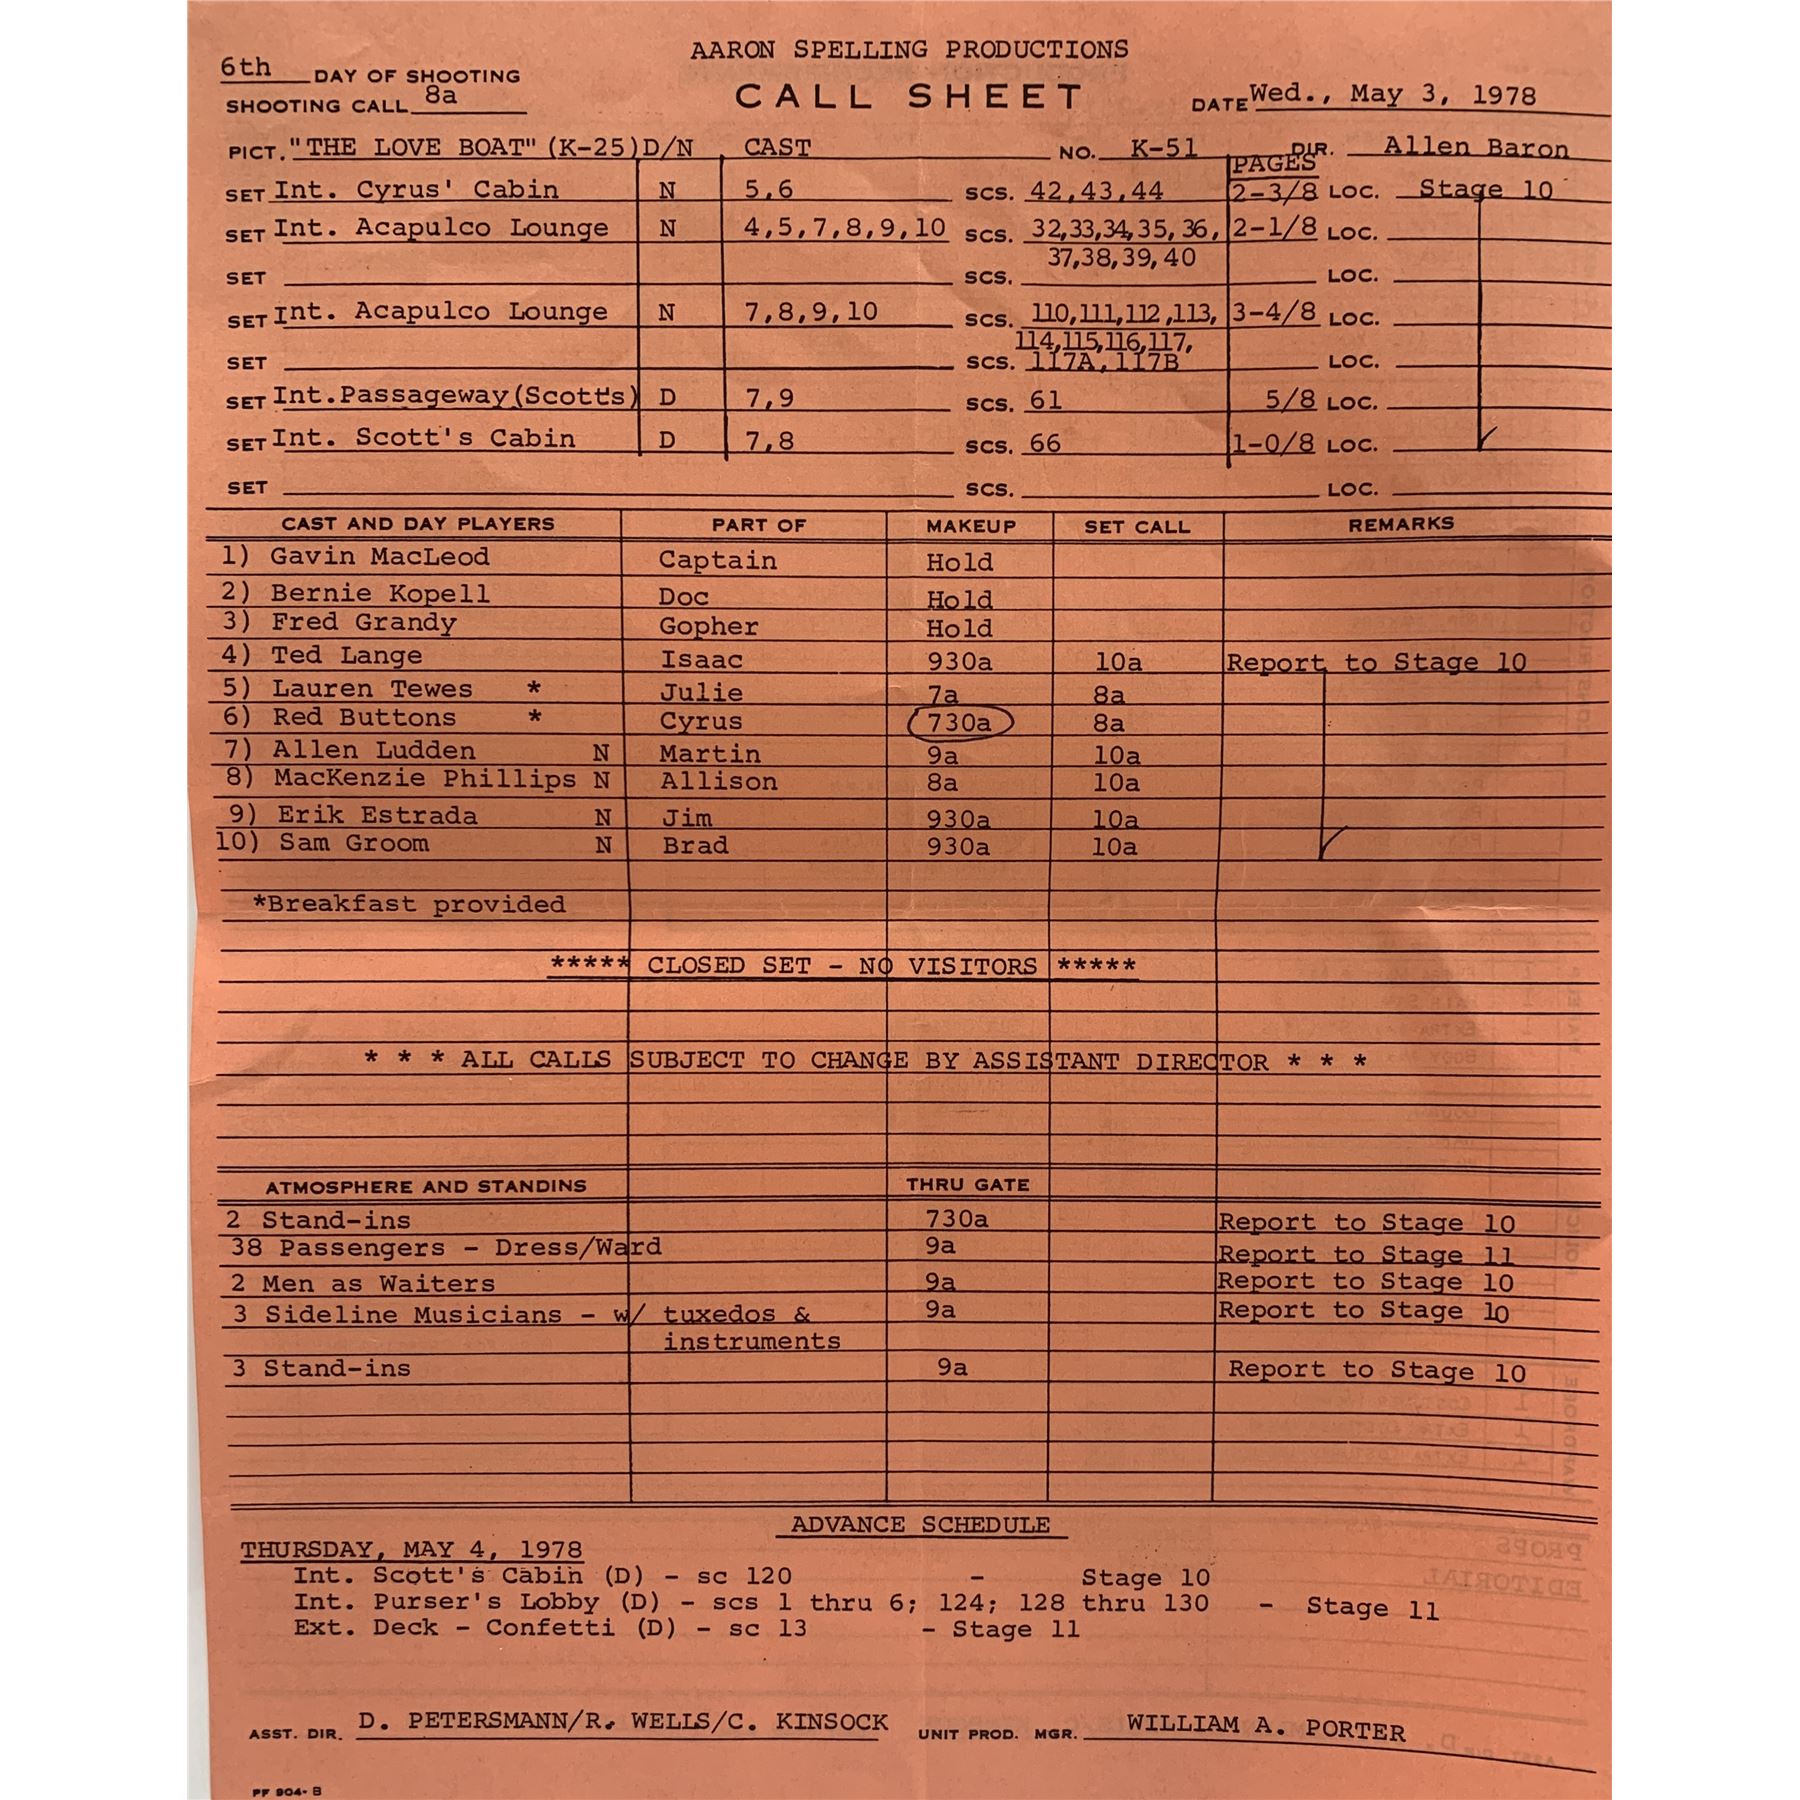 AARON SPELLING PRODUCTIONS
6th DAY OF SHOOTING
CALL SHEET
SHOOTING CALL 8a
DATE Wed., May 3, 1978
PICT. "THE LOVE BOAT" (K-25) D/N CAST NO. K-51 DIR. Allen Baron
PAGES
SET Int. Cyrus' Cabin N 5,6 SCS. 42,43,44 2-3/8 LOC. Stage 10
SET Int. Acapulco Lounge N 4,5,7,8,9,10 SCS. 32,33,34,35,36, 2-1/8 LOC.
SET SCS. 37,38,39,40 LOC.
SET Int. Acapulco Lounge N 7,8,9,10 SCS. 110,111,112,113, 3-4/8 LOC.
114,115,116,117,
SET SCS. 117A,117B LOC.
SET Int.Passageway(Scott's) D 7,9 SCS. 61 5/8 LOC.
SET Int. Scott's Cabin D 7,8 SCS. 66 1-0/8 LOC.
SET SCS. LOC.
CAST AND DAY PLAYERS PART OF MAKEUP SET CALL REMARKS
1) Gavin MacLeod Captain Hold
2) Bernie Kopell Doc Hold
3) Fred Grandy Gopher Hold
4) Ted Lange Isaac 930a 10a Report to Stage 10
5) Lauren Tewes * Julie 7a 8a
6) Red Buttons * Cyrus 730a 8a
7) Allen Ludden N Martin 9a 10a
8) MacKenzie Phillips N Allison 8a 10a
9) Erik Estrada N Jim 930a 10a
10) Sam Groom N Brad 930a 10a
*Breakfast provided
***** CLOSED SET - NO VISITORS *****
* * * ALL CALLS SUBJECT TO CHANGE BY ASSISTANT DIRECTOR * * *
ATMOSPHERE AND STANDINS THRU GATE
2 Stand-ins 730a Report to Stage 10
38 Passengers - Dress/Ward 9a Report to Stage 11
2 Men as Waiters 9a Report to Stage 10
3 Sideline Musicians - w/ tuxedos & 9a Report to Stage 10
instruments
3 Stand-ins 9a Report to Stage 10
ADVANCE SCHEDULE
THURSDAY, MAY 4, 1978
Int. Scott's Cabin (D) - sc 120 - Stage 10
Int. Purser's Lobby (D) - scs 1 thru 6; 124; 128 thru 130 - Stage 11
Ext. Deck - Confetti (D) - sc 13 - Stage 11
ASST. DIR. D. PETERSMANN/R. WELLS/C. KINSOCK UNIT PROD. MGR. WILLIAM A. PORTER
PF 904- B